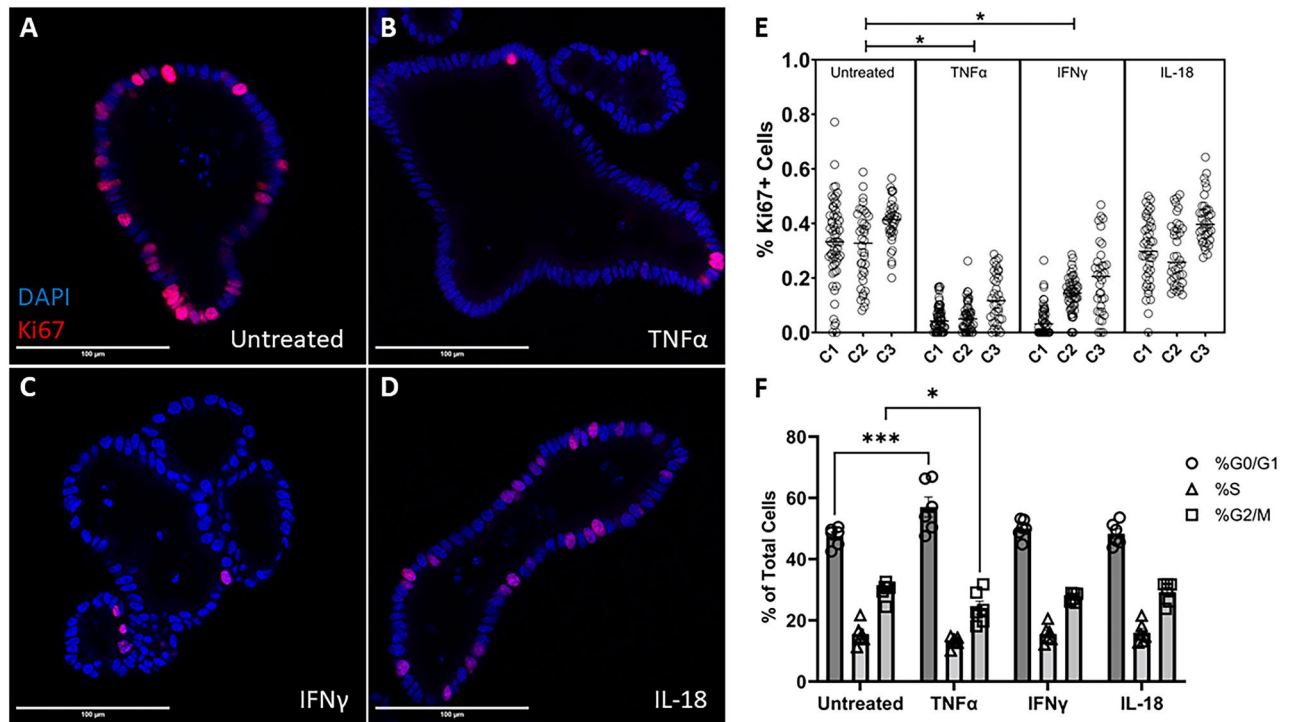 A
DAPI
Ki67
Untreated
100 μm
B
TNFα
100 μm
C
IFNγ
100 μm
D
IL-18
100 μm
E
*
*
% Ki67+ Cells
1.0
0.8
0.6
0.4
0.2
0.0
Untreated
TNFα
IFNγ
IL-18
C1 C2 C3 C1 C2 C3 C1 C2 C3 C1 C2 C3
F
*
***
% of Total Cells
80
60
40
20
0
Untreated TNFα IFNγ IL-18
%G0/G1
%S
%G2/M